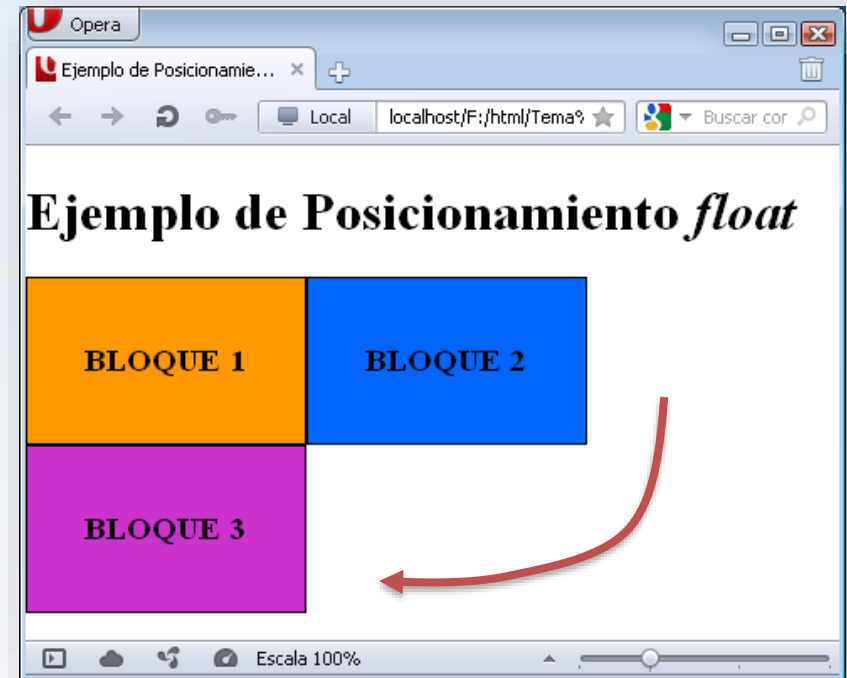 Opera
Ejemplo de Posicionamie...
Local localhost/F:/html/Tema% Buscar cor
Ejemplo de Posicionamiento float
BLOQUE 1 BLOQUE 2
BLOQUE 3
Escala 100%